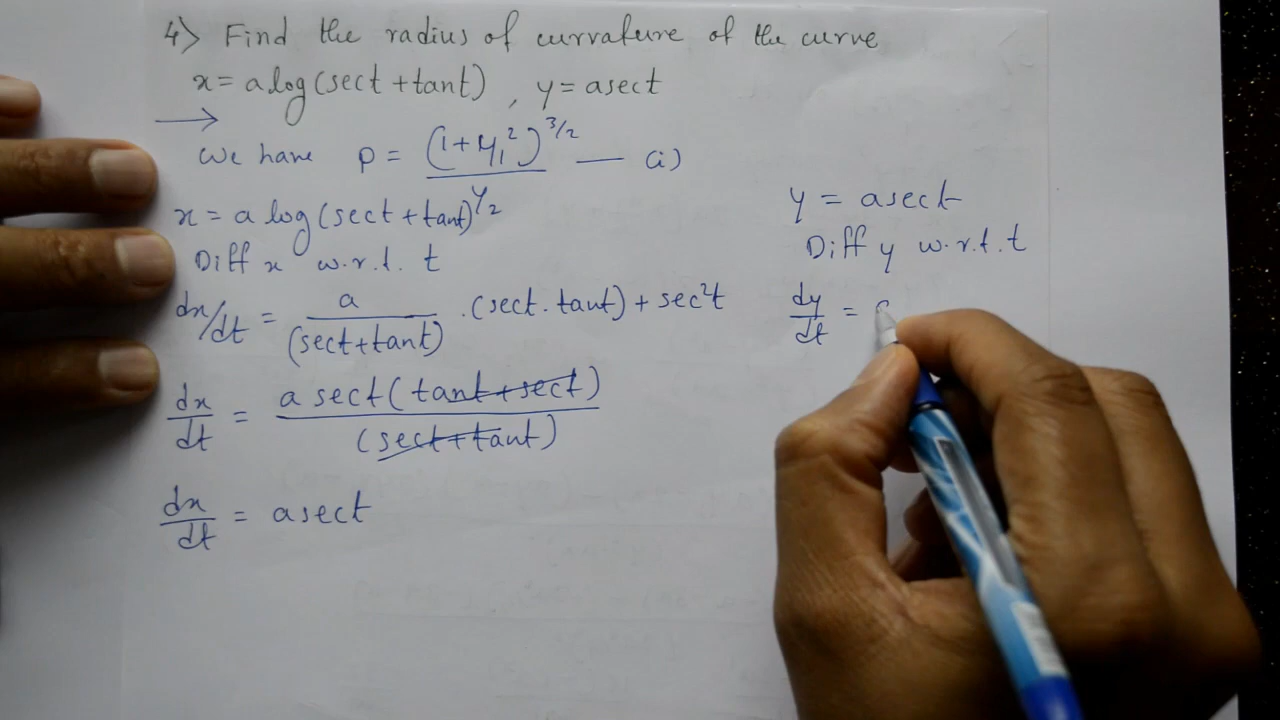 4) Find the radius of curvature of the curve
x = a log(sect + tant) , y = asect
→
we have ρ = (1+y₁²)^3/2 / y₂ — (i)
x = a log(sect + tant)
Diff x w.r.t. t
dx/dt = a/(sect+tant) .(sect.tant) + sec²t
dx/dt = a sect(tant+sect)/(sect+tant)
dx/dt = asect
y = asect
Diff y w.r.t. t
dy/dt =